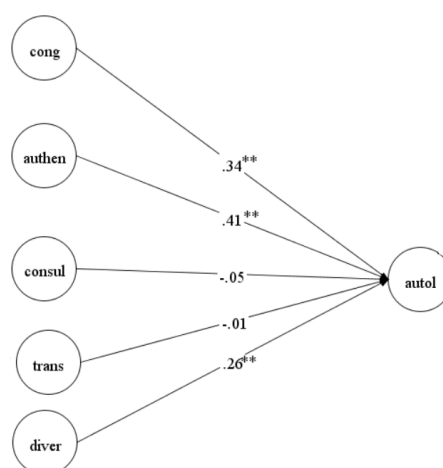 cong
.34**
authen
.41**
consul
-.05
autol
-.01
trans
.26**
diver